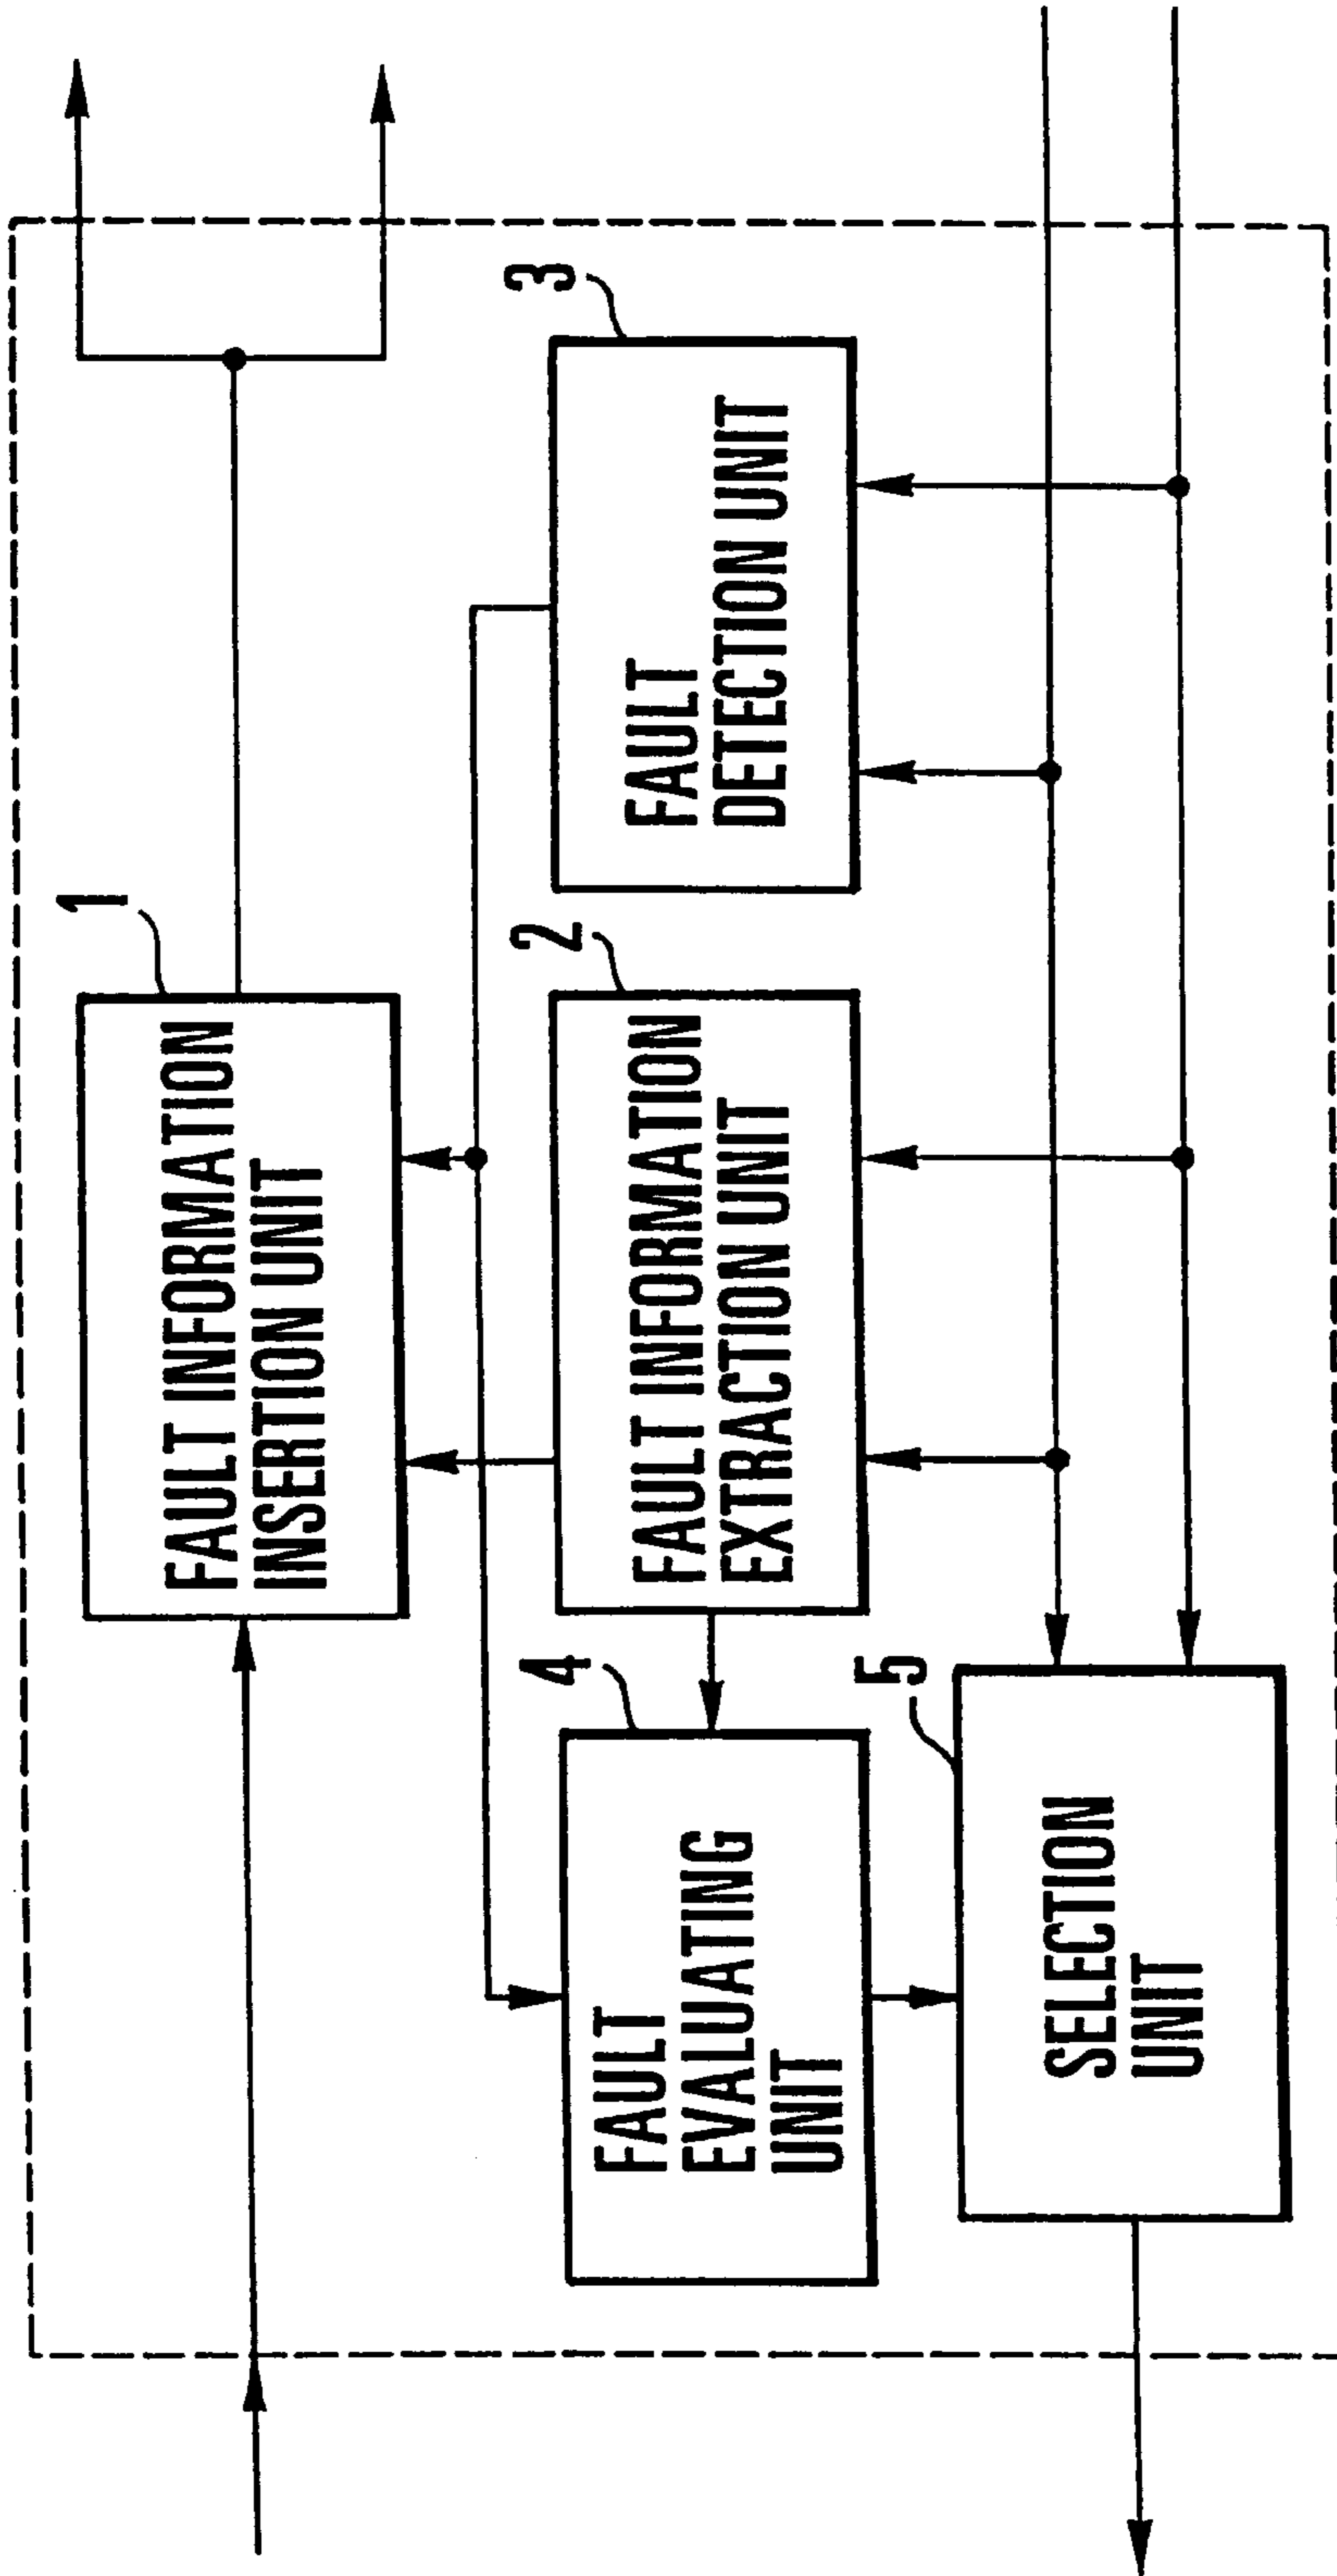 1
FAULT INFORMATION
INSERTION UNIT
2
FAULT INFORMATION
EXTRACTION UNIT
3
FAULT
DETECTION UNIT
4
FAULT
EVALUATING
UNIT
5
SELECTION
UNIT